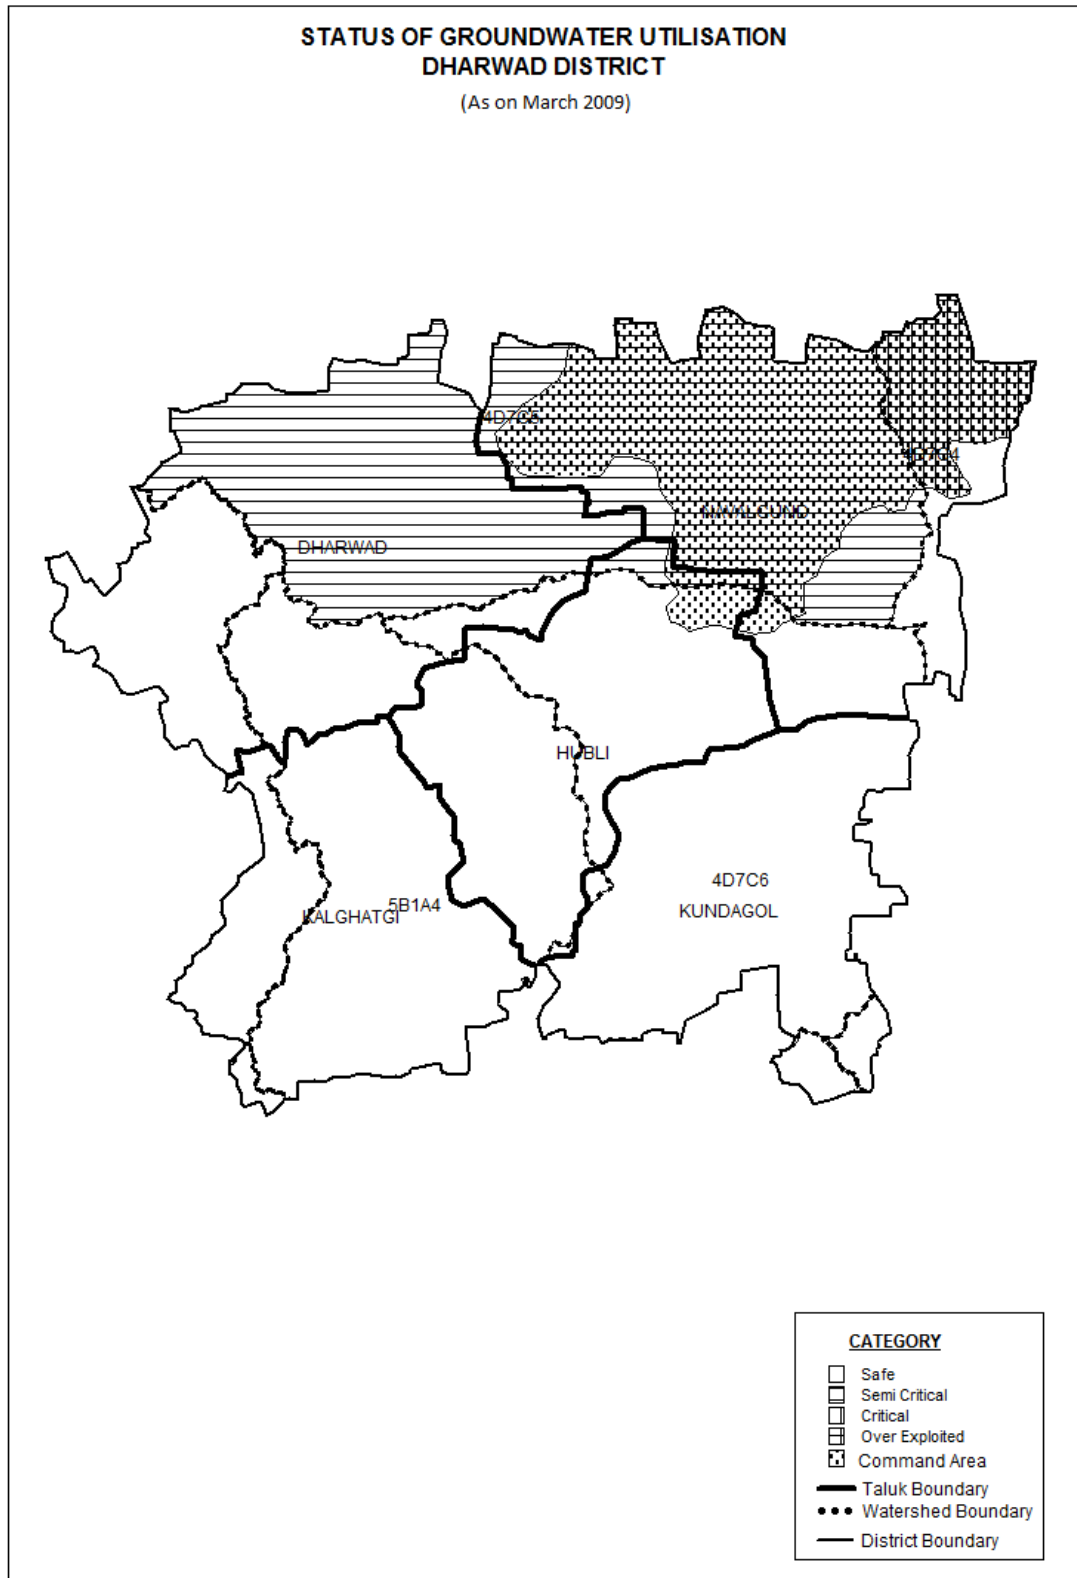 STATUS OF GROUNDWATER UTILISATION
DHARWAD DISTRICT
(As on March 2009)
4D7C5
4D7C4
NAVALGUND
DHARWAD
HUBLI
4D7C6
5B1A4
KALGHATGI
KUNDAGOL
CATEGORY
Safe
Semi Critical
Critical
Over Exploited
Command Area
Taluk Boundary
Watershed Boundary
District Boundary